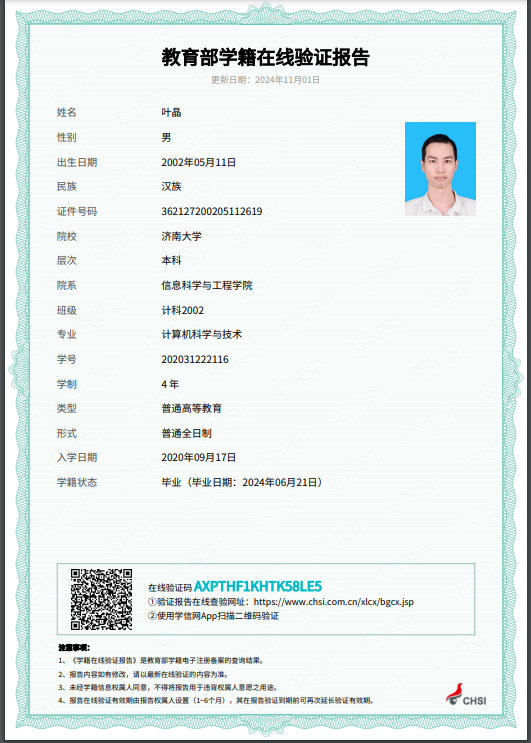 教育部学籍在线验证报告
更新日期：2024年11月01日
姓名 叶晶
性别 男
出生日期 2002年05月11日
民族 汉族
证件号码 362127200205112619
院校 济南大学
层次 本科
院系 信息科学与工程学院
班级 计科2002
专业 计算机科学与技术
学号 202031222116
学制 4 年
类型 普通高等教育
形式 普通全日制
入学日期 2020年09月17日
学籍状态 毕业（毕业日期：2024年06月21日）
在线验证码 AXPTHF1KHTK58LE5
①验证报告在线查验网址：https://www.chsi.com.cn/xlcx/bgcx.jsp
②使用学信网App扫描二维码验证
注意事项：
1、《学籍在线验证报告》是教育部学籍电子注册备案的查询结果。
2、报告内容如有修改，请以最新在线验证的内容为准。
3、未经学籍信息权属人同意，不得将报告用于违背权属人意愿之用途。
4、报告在线验证有效期由报告权属人设置（1~6个月），其在报告验证到期前可再次延长验证有效期。
CHSI